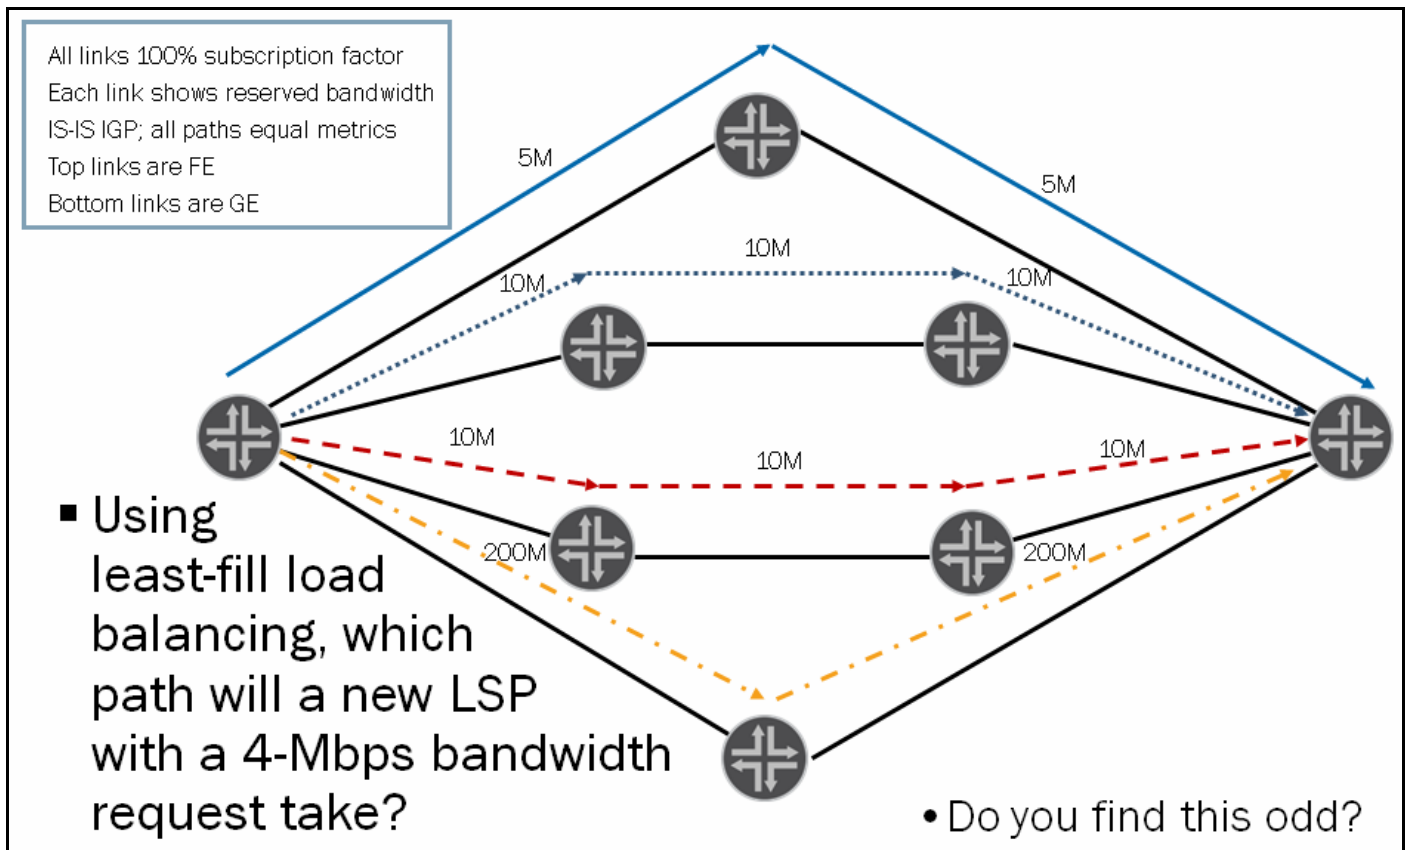 All links 100% subscription factor
Each link shows reserved bandwidth
IS-IS IGP; all paths equal metrics
Top links are FE
Bottom links are GE
5M
5M
10M
10M
10M
10M
10M
10M
200M
200M
▪ Using
least-fill load
balancing, which
path will a new LSP
with a 4-Mbps bandwidth
request take?
• Do you find this odd?